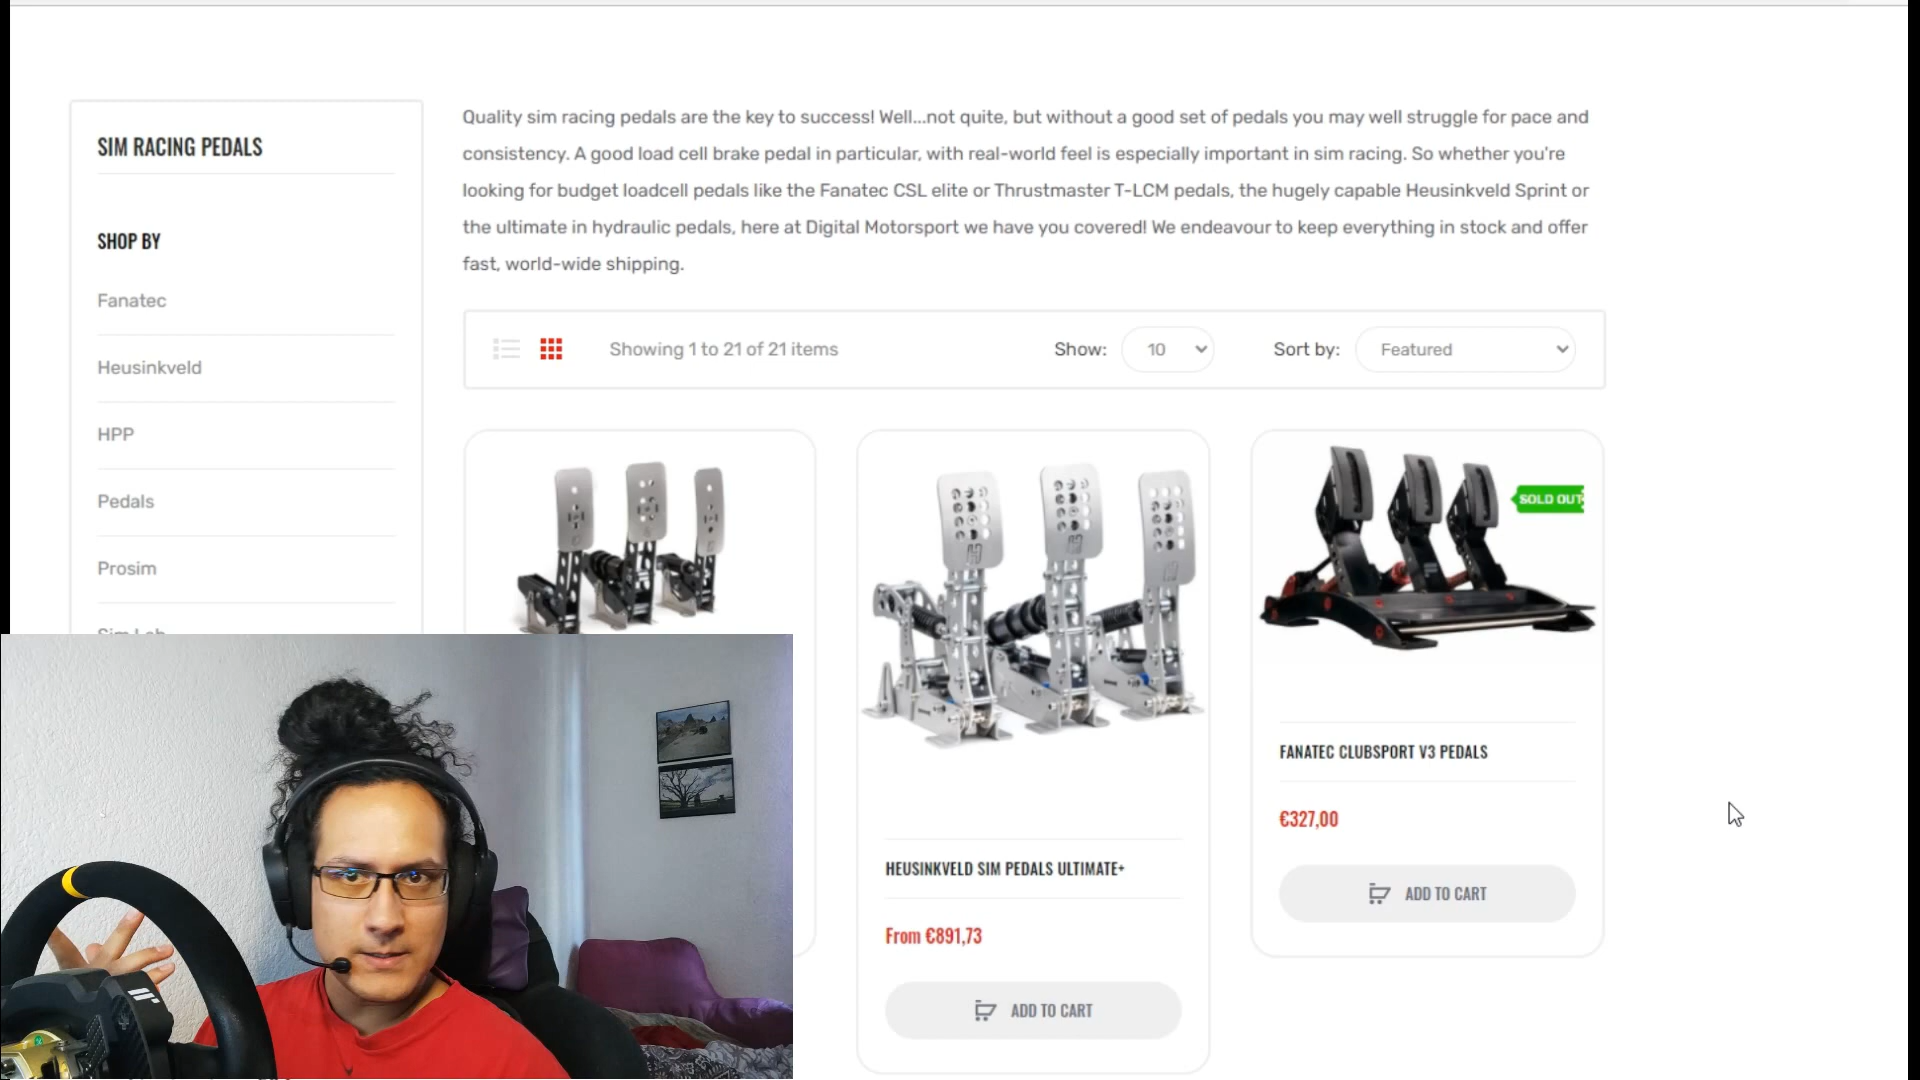 SIM RACING PEDALS
SHOP BY
Fanatec
Heusinkveld
HPP
Pedals
Prosim
Sim Lab
Quality sim racing pedals are the key to success! Well...not quite, but without a good set of pedals you may well struggle for pace and
consistency. A good load cell brake pedal in particular, with real-world feel is especially important in sim racing. So whether you're
looking for budget loadcell pedals like the Fanatec CSL elite or Thrustmaster T-LCM pedals, the hugely capable Heusinkveld Sprint or
the ultimate in hydraulic pedals, here at Digital Motorsport we have you covered! We endeavour to keep everything in stock and offer
fast, world-wide shipping.
Showing 1 to 21 of 21 items
Show: 10
Sort by: Featured
HEUSINKVELD SIM PEDALS ULTIMATE+
From €891,73
ADD TO CART
SOLD OUT
FANATEC CLUBSPORT V3 PEDALS
€327,00
ADD TO CART